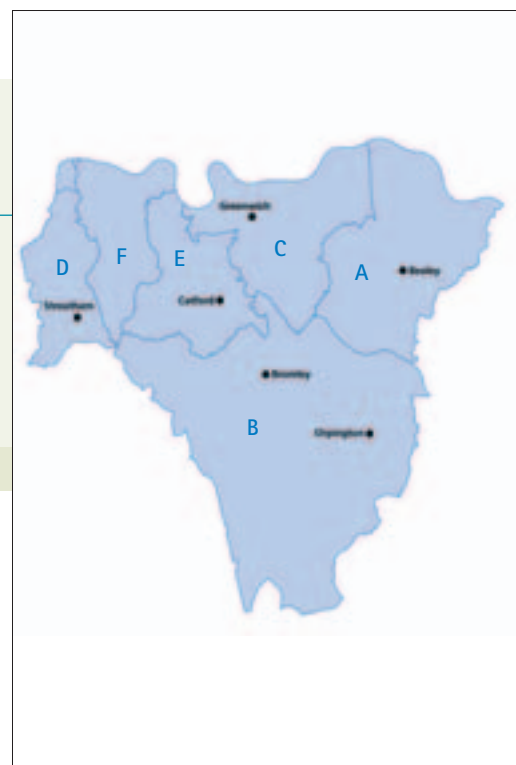 Greenwich
C
E
F
D
A
Bexley
Catford
Streatham
Bromley
B
Orpington